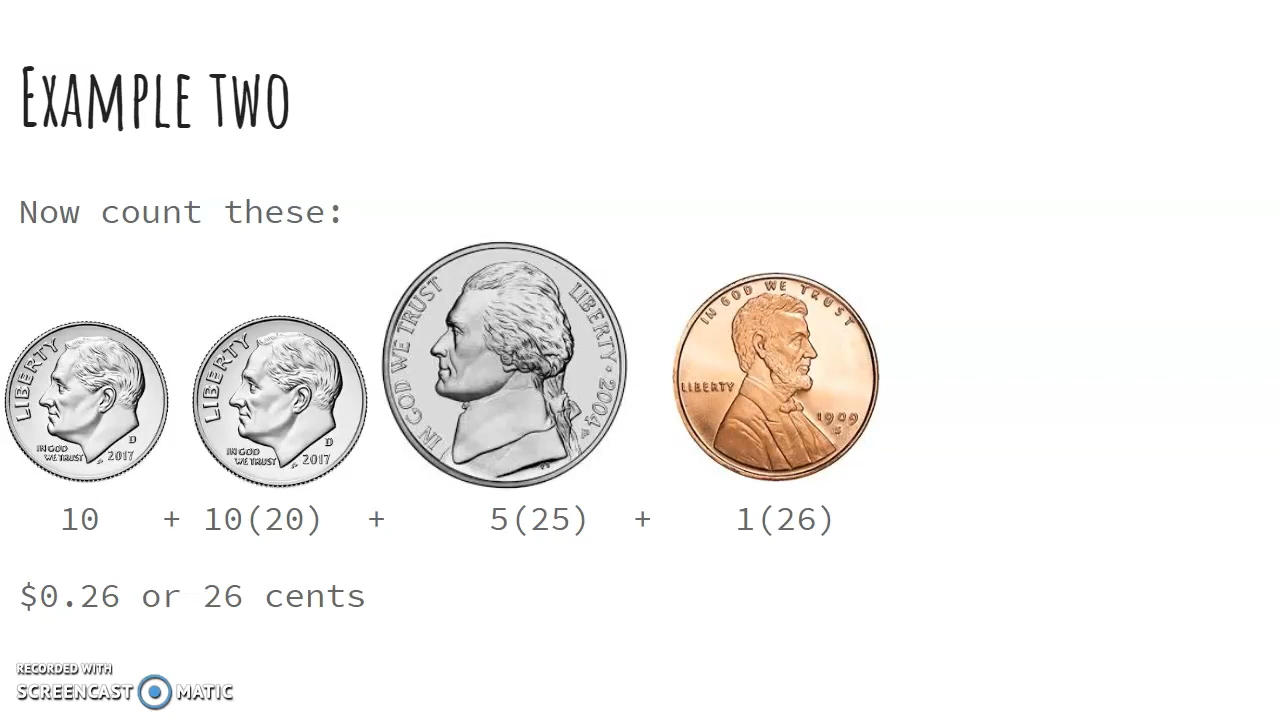 Example two
Now count these:
LIBERTY
IN GOD
WE TRUST
D
2017
LIBERTY
IN GOD
WE TRUST
D
2017
IN GOD WE TRUST
LIBERTY · 2004
P
IN GOD WE TRUST
LIBERTY
1909
S
10 + 10(20) + 5(25) + 1(26)
$0.26 or 26 cents
RECORDED WITH
SCREENCAST MATIC